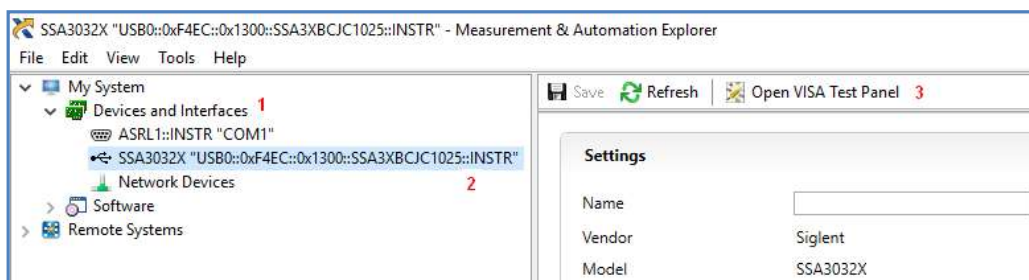 SSA3032X "USB0::0xF4EC::0x1300::SSA3XBCJC1025::INSTR" - Measurement & Automation Explorer
File Edit View Tools Help
My System
Devices and Interfaces 1
ASRL1::INSTR "COM1"
SSA3032X "USB0::0xF4EC::0x1300::SSA3XBCJC1025::INSTR"
Network Devices 2
Software
Remote Systems
Save Refresh Open VISA Test Panel 3
Settings
Name
Vendor Siglent
Model SSA3032X